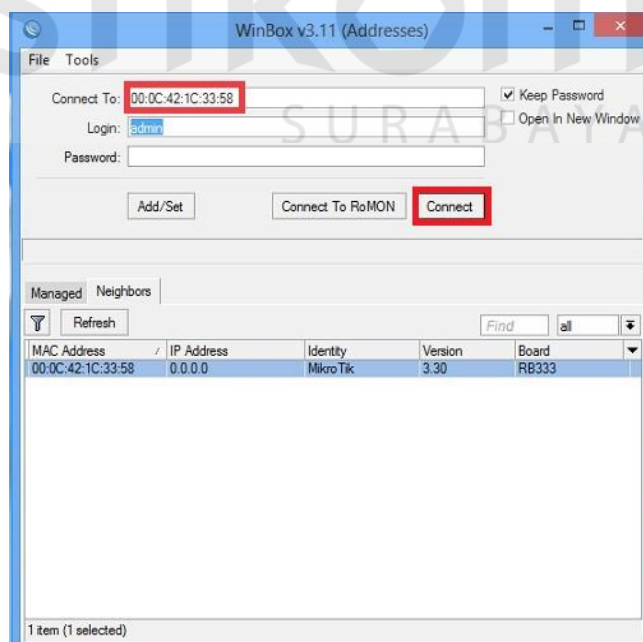 WinBox v3.11 (Addresses)
File Tools
Connect To: 00:0C:42:1C:33:58
Keep Password
Login: admin
Open In New Window
Password:
SURABAYA
Add/Set Connect To RoMON Connect
Managed Neighbors
Refresh Find all
MAC Address / IP Address Identity Version Board
00:0C:42:1C:33:58 0.0.0.0 MikroTik 3.30 RB333
1 item (1 selected)